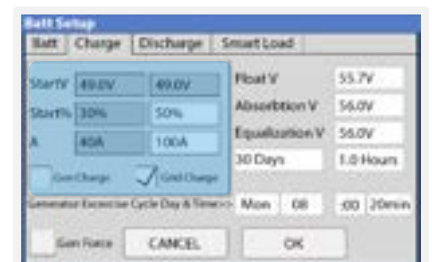 Batt Setup
Batt Charge Discharge Smart Load
StartV 49.0V 49.0V Float V 55.7V
Start% 30% 50% Absorbtion V 56.0V
A 40A 100A Equalization V 56.0V
30 Days 1.0 Hours
Gen Charge Grid Charge
Generator Excercise Cycle Day & Time>> Mon 08 :00 20min
Gen Force CANCEL OK